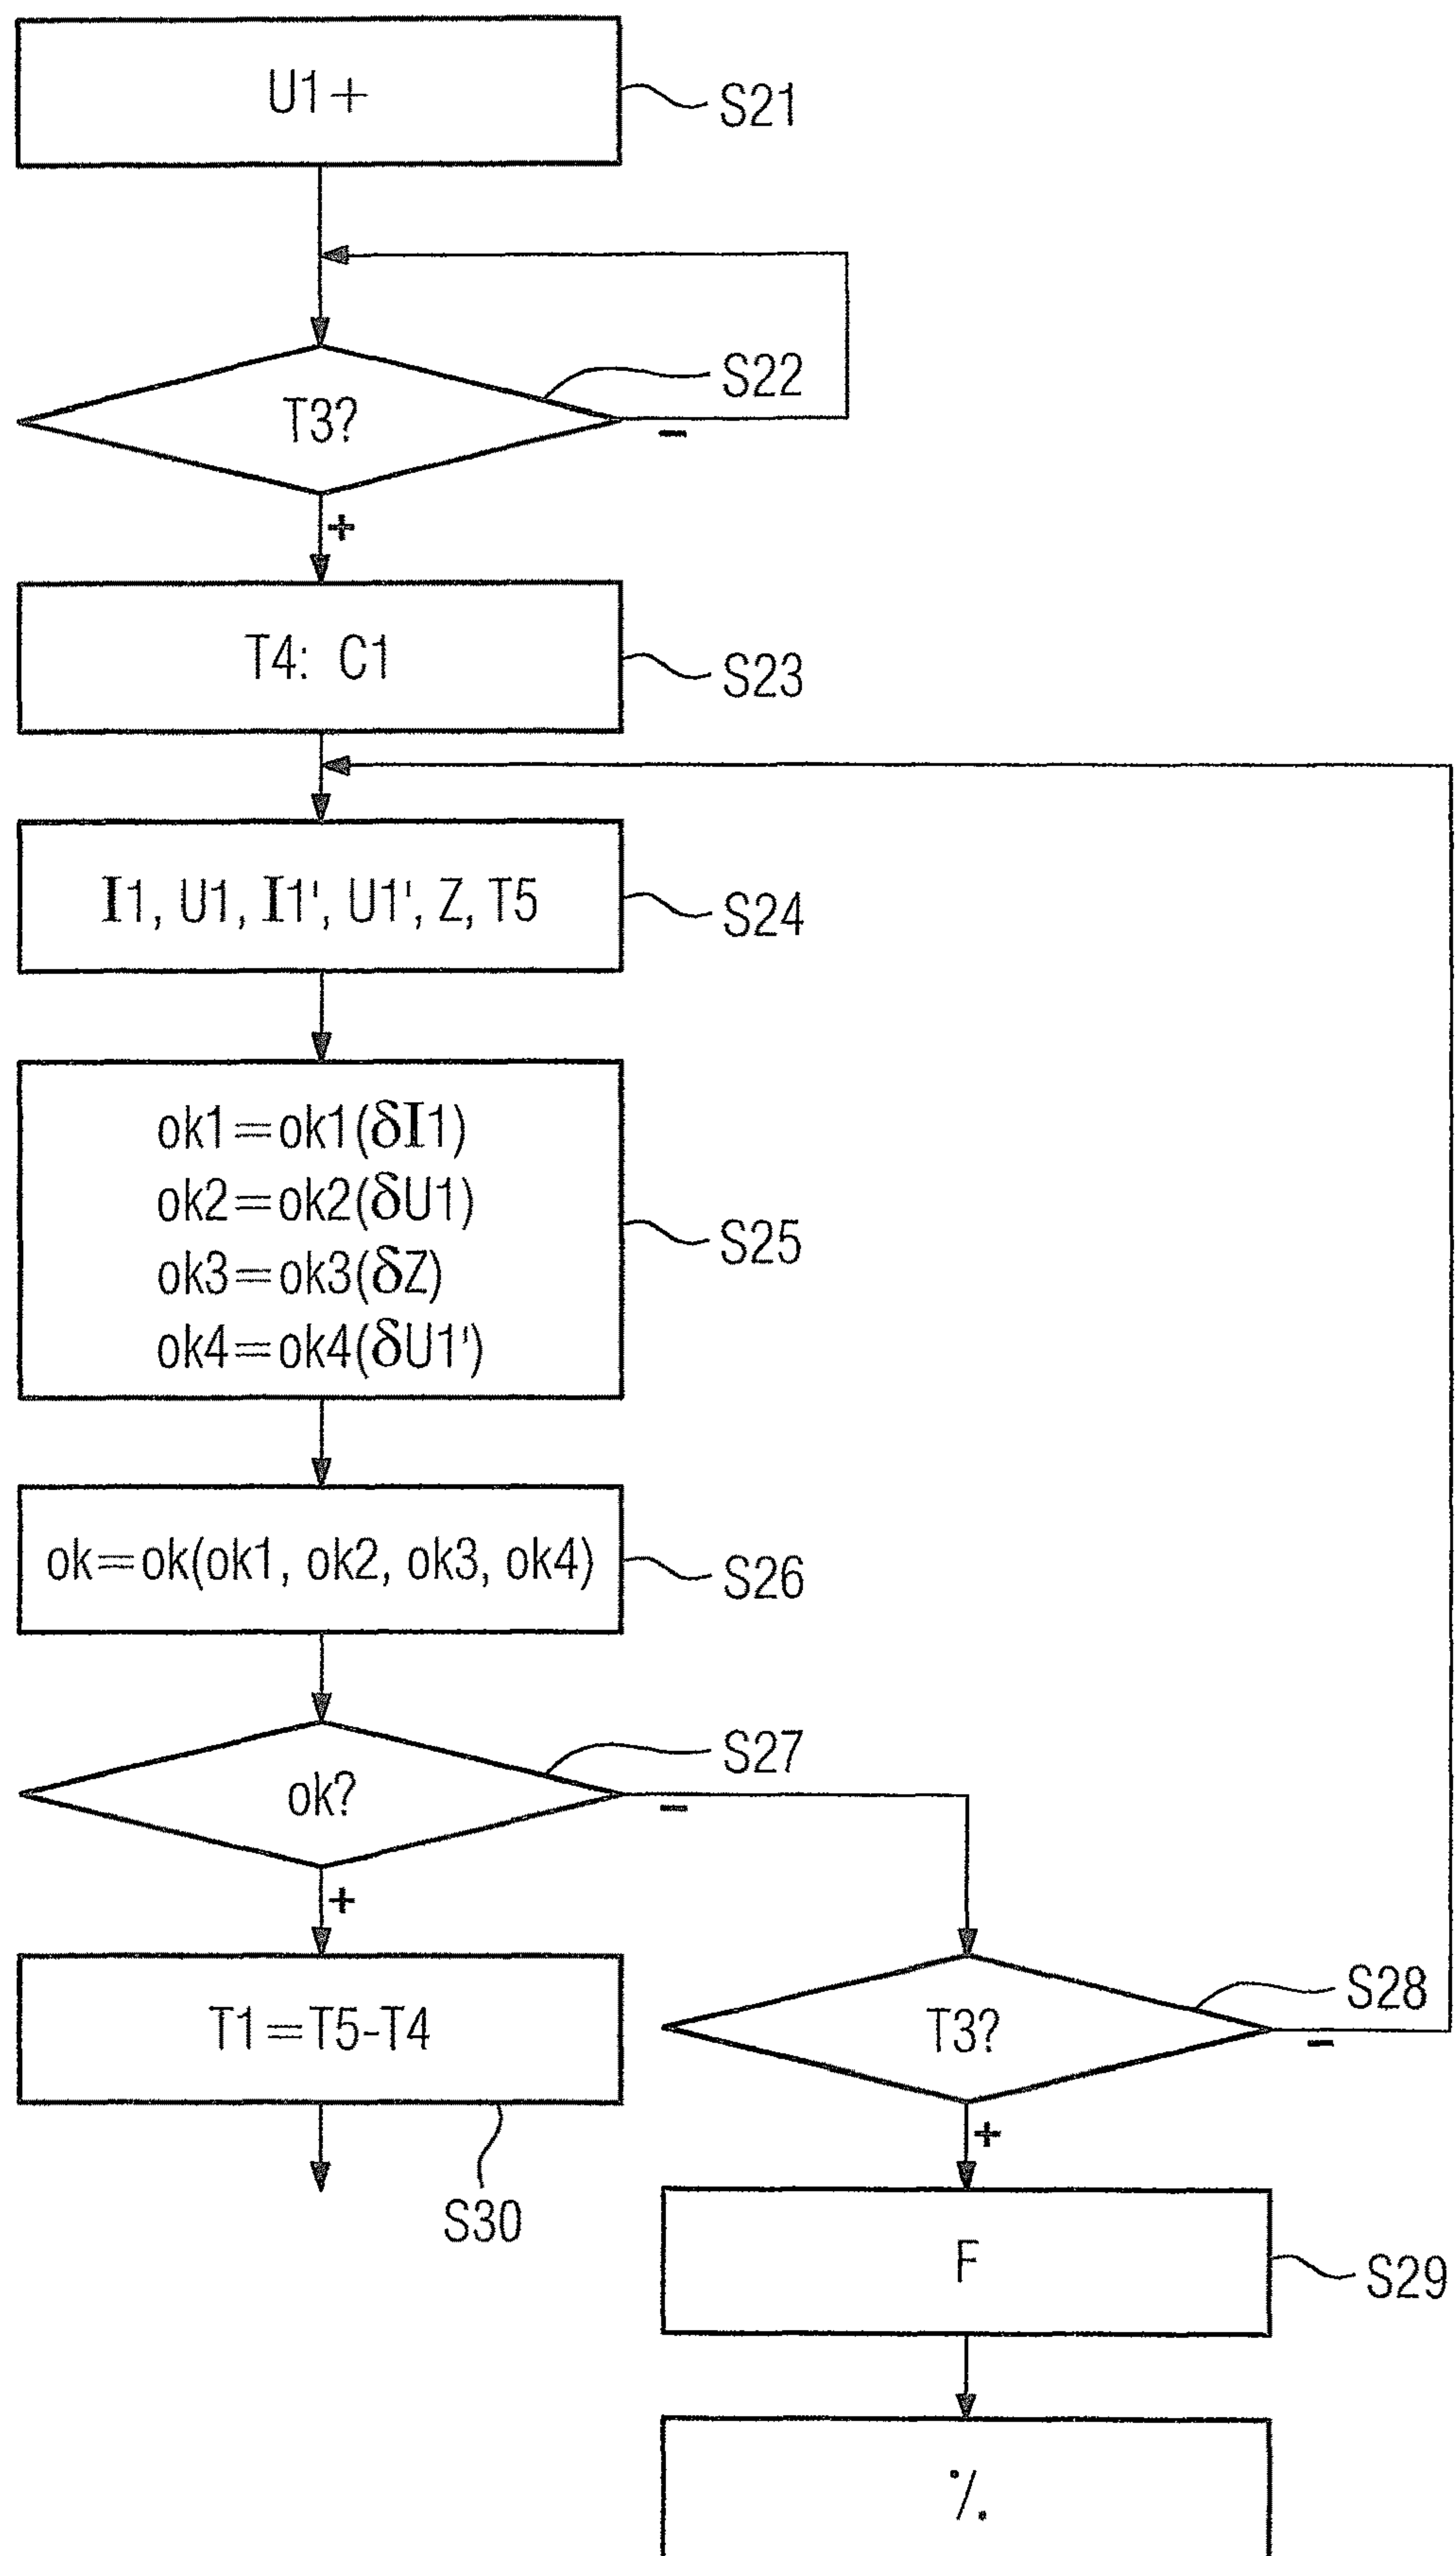 U1+
S21
S22
T3?
−
+
T4: C1
S23
I1, U1, I1', U1', Z, T5
S24
ok1=ok1(δI1)
ok2=ok2(δU1)
ok3=ok3(δZ)
ok4=ok4(δU1')
S25
ok=ok(ok1, ok2, ok3, ok4)
S26
S27
ok?
−
+
T1=T5-T4
S30
S28
T3?
−
+
F
S29
⁒